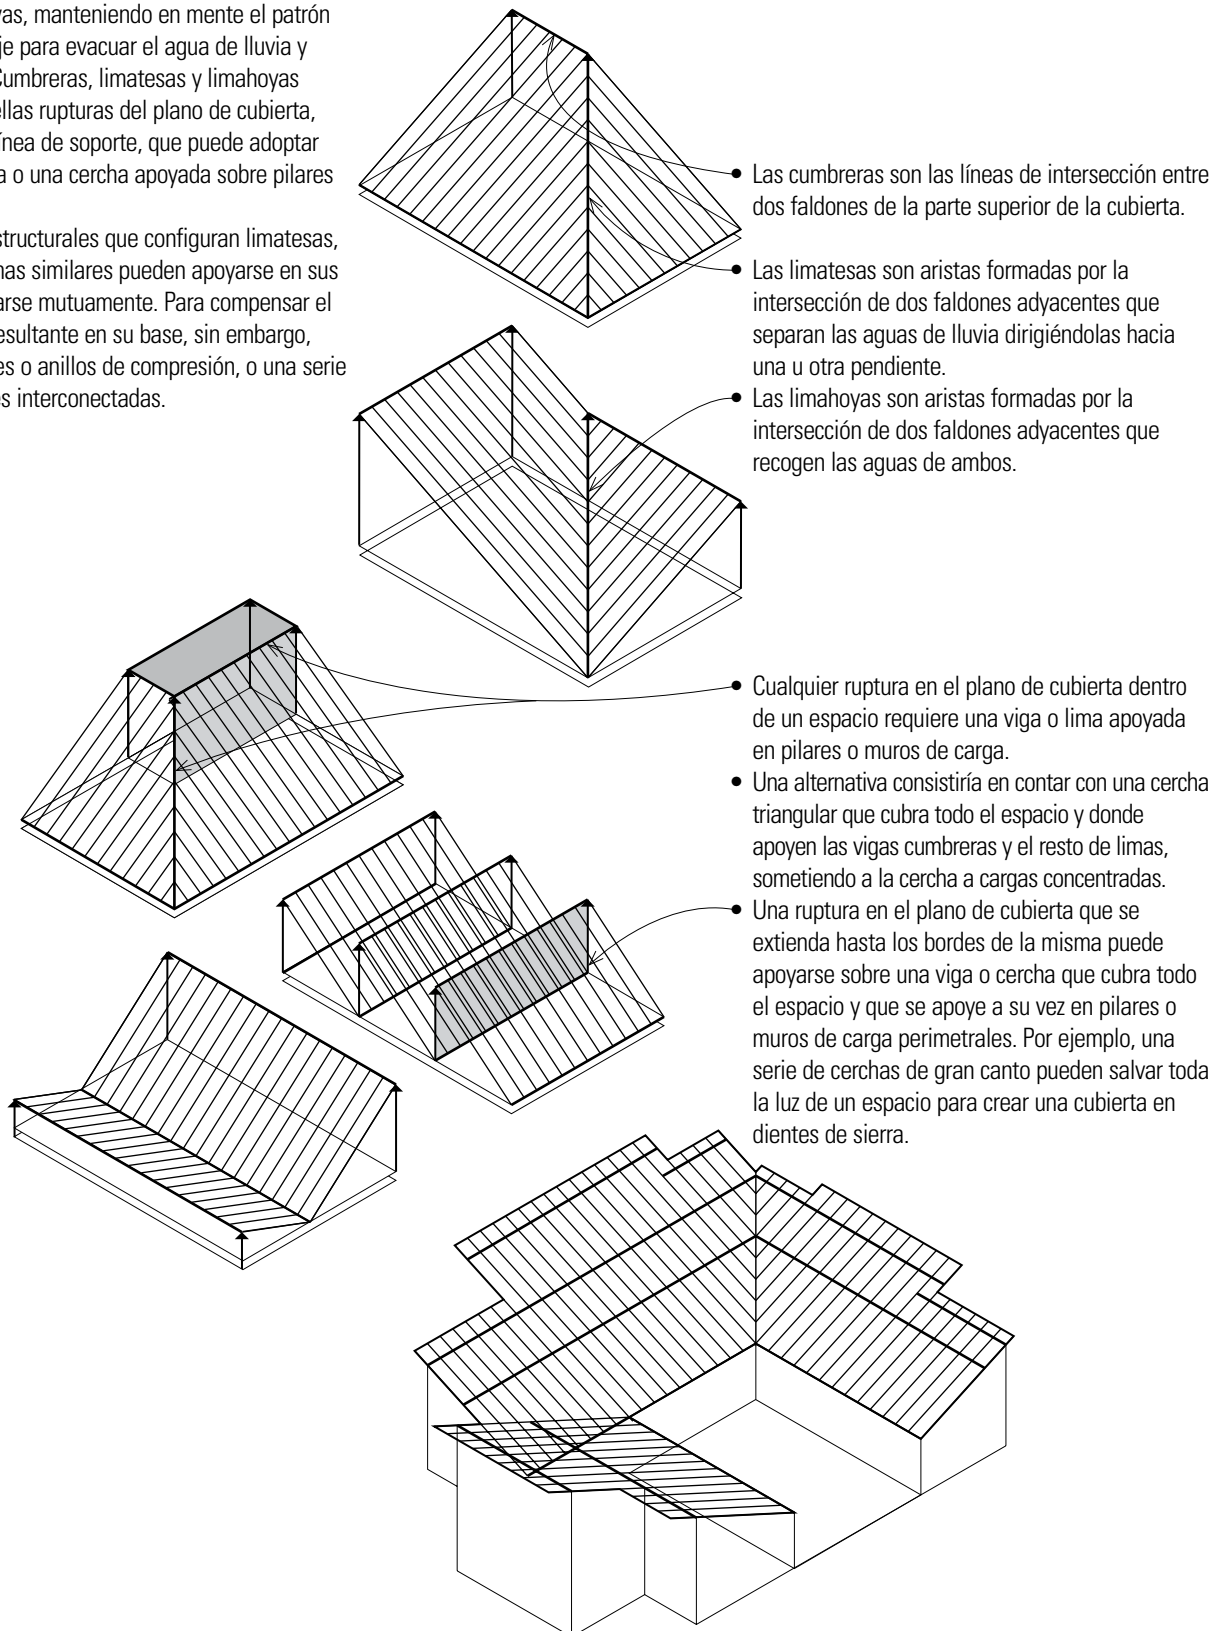 vas, manteniendo en mente el patrón
je para evacuar el agua de lluvia y
Cumbreras, limatesas y limahoyas
ellas rupturas del plano de cubierta,
ínea de soporte, que puede adoptar
a o una cercha apoyada sobre pilares
structurales que configuran limatesas,
mas similares pueden apoyarse en sus
arse mutuamente. Para compensar el
esultante en su base, sin embargo,
es o anillos de compresión, o una serie
es interconectadas.
• Las cumbreras son las líneas de intersección entre
dos faldones de la parte superior de la cubierta.
• Las limatesas son aristas formadas por la
intersección de dos faldones adyacentes que
separan las aguas de lluvia dirigiéndolas hacia
una u otra pendiente.
• Las limahoyas son aristas formadas por la
intersección de dos faldones adyacentes que
recogen las aguas de ambos.
• Cualquier ruptura en el plano de cubierta dentro
de un espacio requiere una viga o lima apoyada
en pilares o muros de carga.
• Una alternativa consistiría en contar con una cercha
triangular que cubra todo el espacio y donde
apoyen las vigas cumbreras y el resto de limas,
sometiendo a la cercha a cargas concentradas.
• Una ruptura en el plano de cubierta que se
extienda hasta los bordes de la misma puede
apoyarse sobre una viga o cercha que cubra todo
el espacio y que se apoye a su vez en pilares o
muros de carga perimetrales. Por ejemplo, una
serie de cerchas de gran canto pueden salvar toda
la luz de un espacio para crear una cubierta en
dientes de sierra.